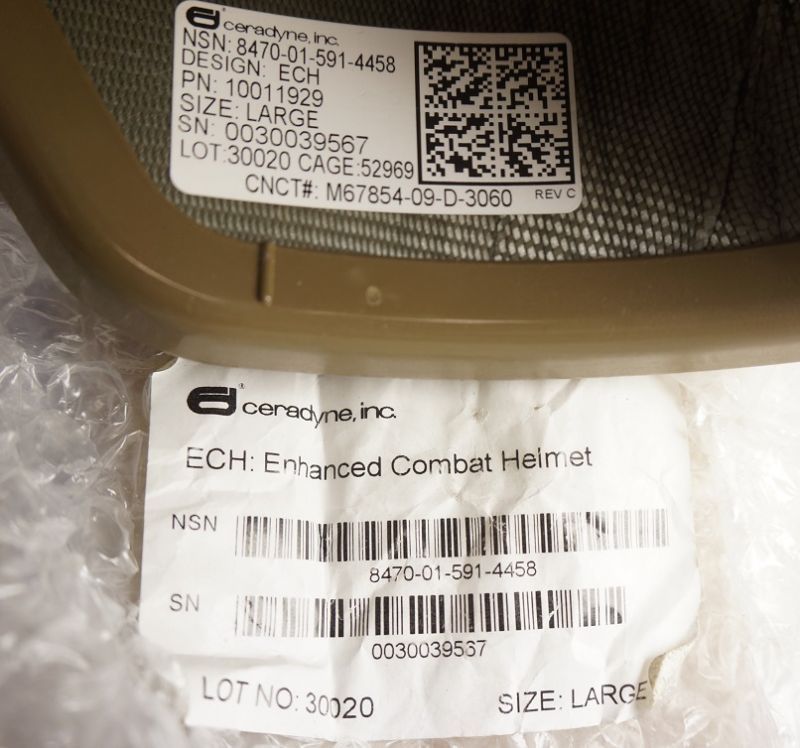 ceradyne, inc.
NSN: 8470-01-591-4458
DESIGN: ECH
PN: 10011929
SIZE: LARGE
SN: 0030039567
LOT:30020 CAGE:52969
CNCT#: M67854-09-D-3060 REV C
ceradyne, inc.
ECH: Enhanced Combat Helmet
NSN
8470-01-591-4458
SN
0030039567
LOT NO: 30020 SIZE: LARGE